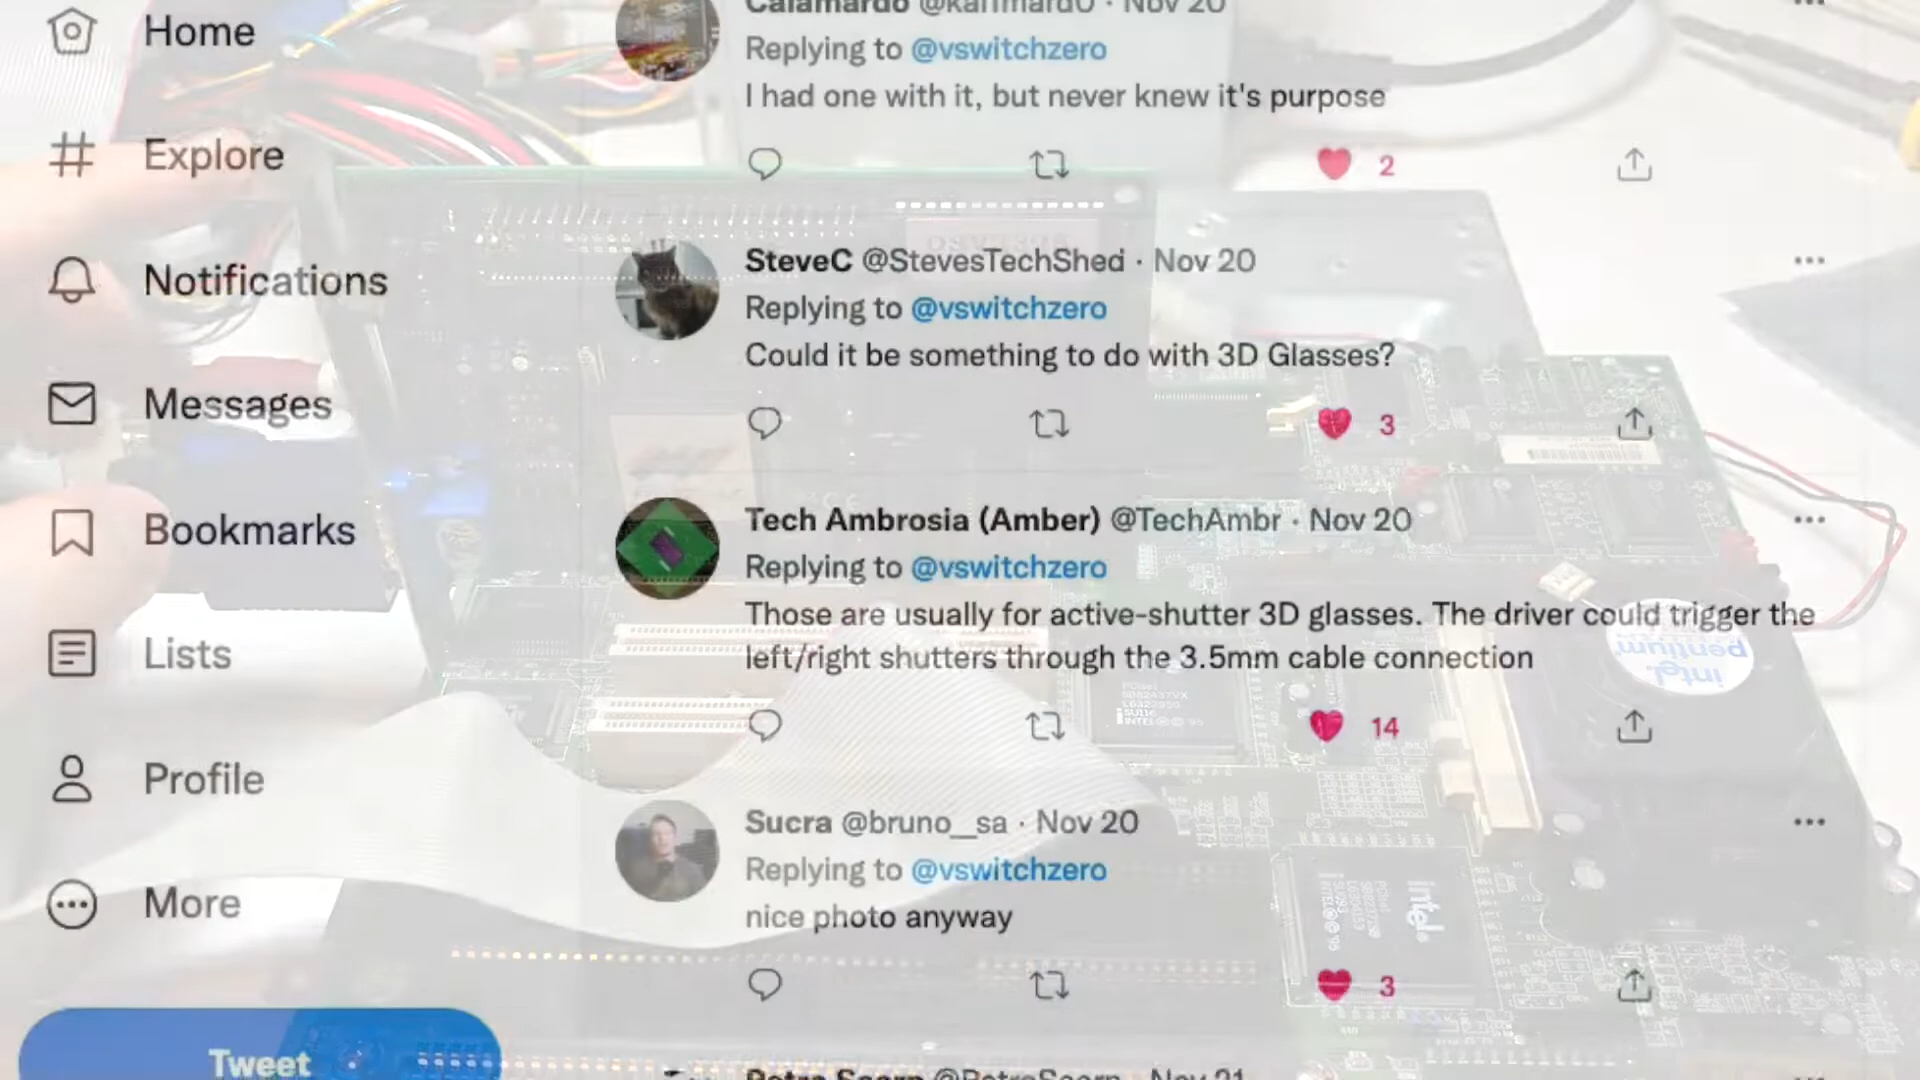 Home
Explore
Notifications
Messages
Bookmarks
Lists
Profile
More
Tweet
Replying to @vswitchzero
I had one with it, but never knew it's purpose
2
SteveC @StevesTechShed · Nov 20
Replying to @vswitchzero
Could it be something to do with 3D Glasses?
3
Tech Ambrosia (Amber) @TechAmbr · Nov 20
Replying to @vswitchzero
Those are usually for active-shutter 3D glasses. The driver could trigger the
left/right shutters through the 3.5mm cable connection
14
Sucra @bruno__sa · Nov 20
Replying to @vswitchzero
nice photo anyway
3
intel
pentium
intel